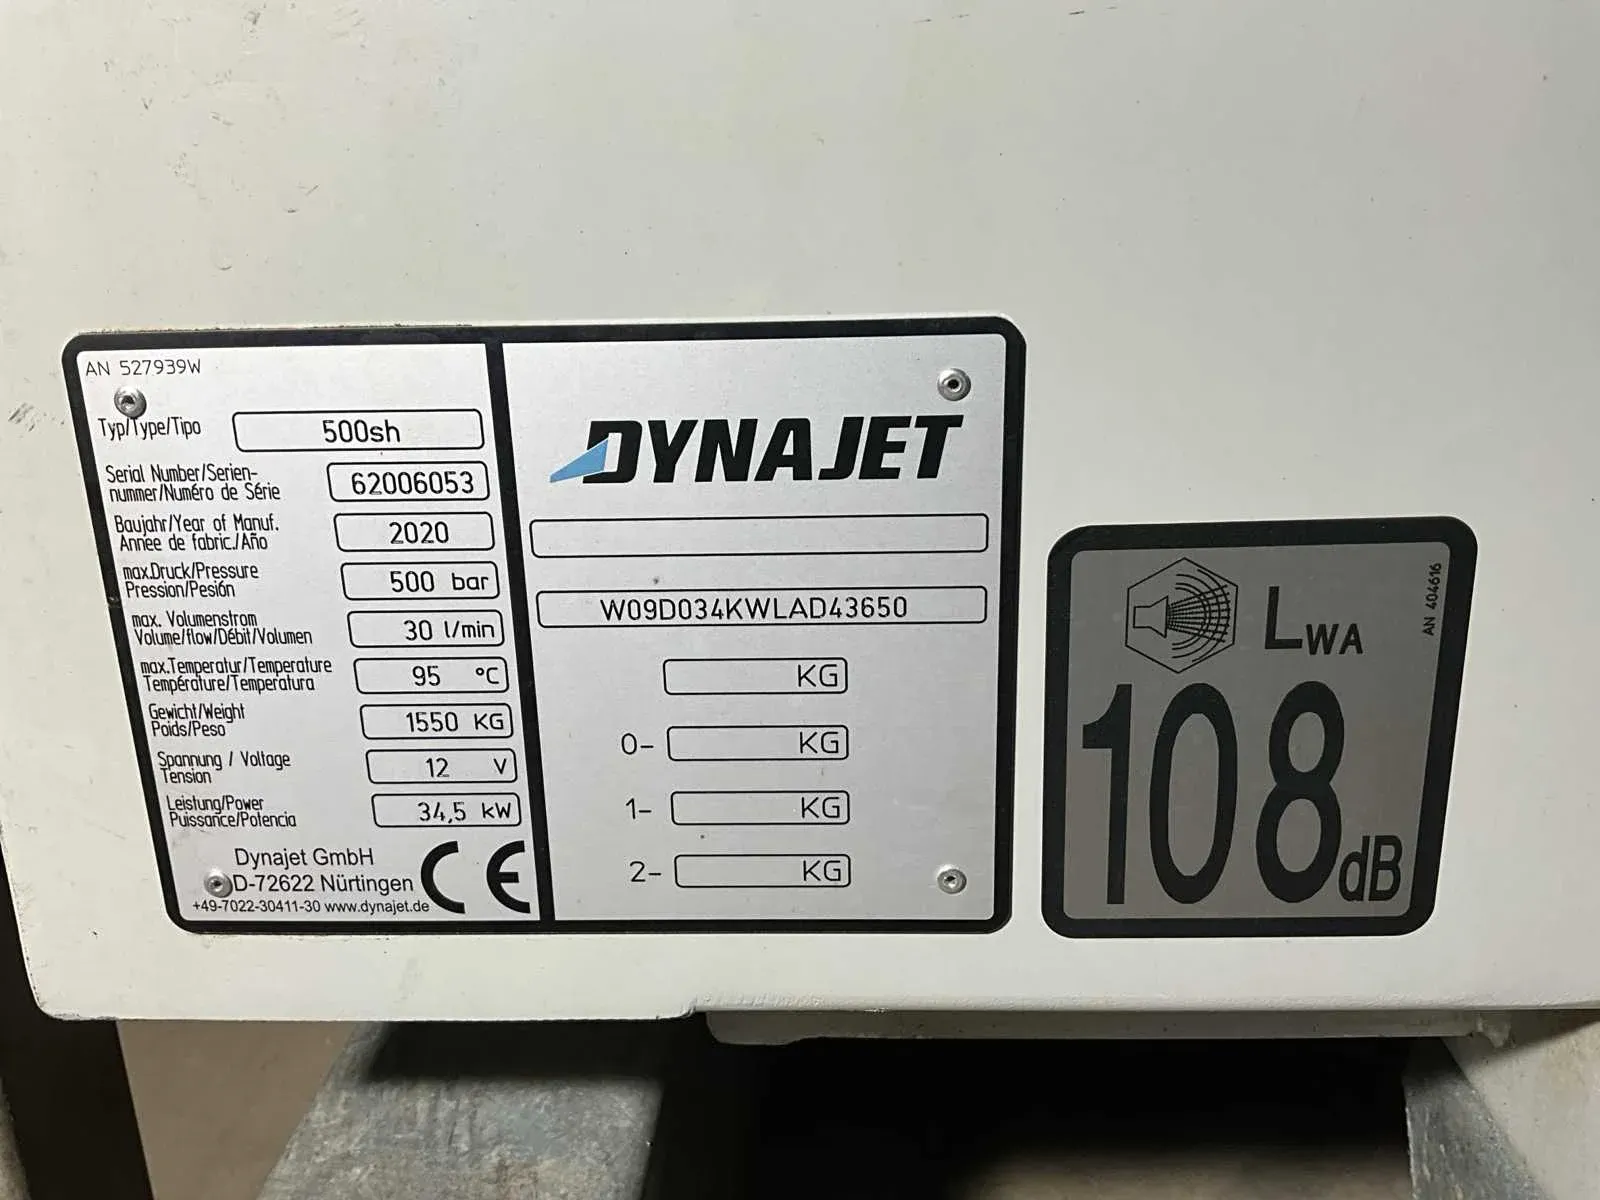 AN 527939W
Typ/Type/Tipo 500sh
Serial Number/Serien-
nummer/Numéro de Série 62006053
Baujahr/Year of Manuf.
Année de fabric./Año 2020
max.Druck/Pressure
Pression/Pesión 500 bar
max. Volumenstrom
Volume/flow/Débit/Volumen 30 l/min
max.Temperatur/Temperature
Température/Temperatura 95 °C
Gewicht/Weight
Poids/Peso 1550 KG
Spannung / Voltage
Tension 12 V
Leistung/Power
Puissance/Potencia 34,5 kW
Dynajet GmbH
D-72622 Nürtingen
+49-7022-30411-30 www.dynajet.de
CE
DYNAJET
W09D034KWLAD43650
KG
0- KG
1- KG
2- KG
LWA
AN 404616
108 dB